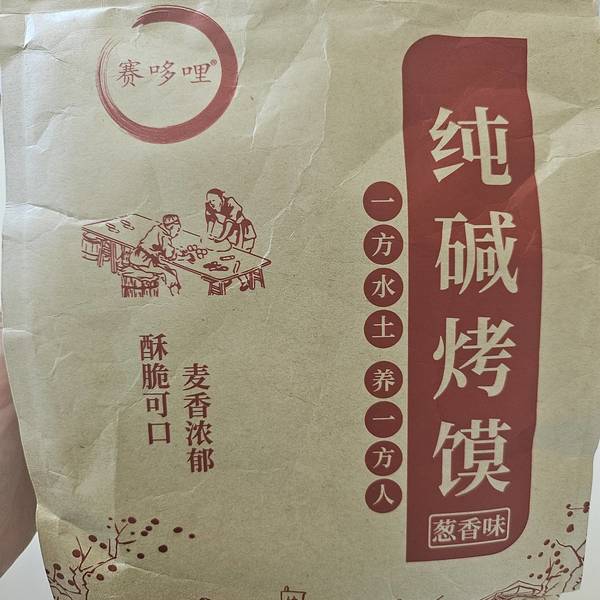 赛哆哩®
纯碱烤馍
葱香味
一方水土 养一方人
麦香浓郁
酥脆可口